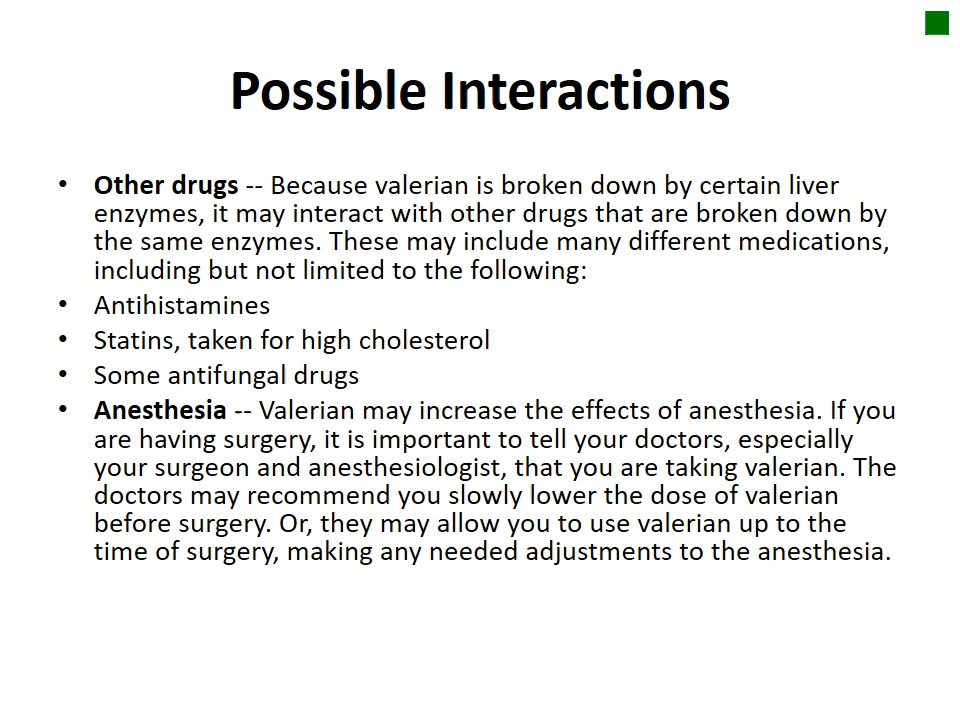 Possible Interactions
• Other drugs -- Because valerian is broken down by certain liver
enzymes, it may interact with other drugs that are broken down by
the same enzymes. These may include many different medications,
including but not limited to the following:
• Antihistamines
• Statins, taken for high cholesterol
• Some antifungal drugs
• Anesthesia -- Valerian may increase the effects of anesthesia. If you
are having surgery, it is important to tell your doctors, especially
your surgeon and anesthesiologist, that you are taking valerian. The
doctors may recommend you slowly lower the dose of valerian
before surgery. Or, they may allow you to use valerian up to the
time of surgery, making any needed adjustments to the anesthesia.